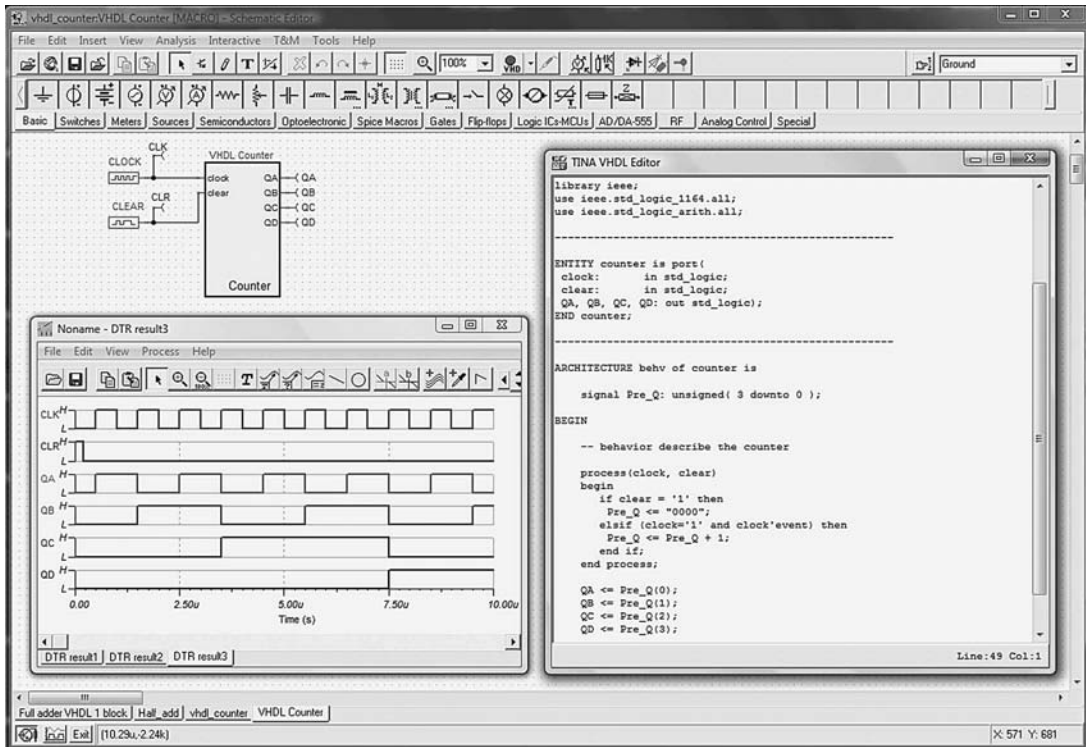 vhdl_counter:VHDL Counter [MACRO] - Schematic Editor
File Edit Insert View Analysis Interactive T&M Tools Help
T 100% VHD Ground
Basic Switches Meters Sources Semiconductors Optoelectronic Spice Macros Gates Flip-flops Logic ICs-MCUs AD/DA-555 RF Analog Control Special
CLK
CLOCK
VHDL Counter
clock QA QA
CLR
clear QB QB
CLEAR
QC QC
QD QD
Counter
Noname - DTR result3
File Edit View Process Help
T
CLK H
L
CLR H
L
QA H
L
QB H
L
QC H
L
QD H
L
0.00 2.50u 5.00u 7.50u 10.00u
Time (s)
DTR result1 DTR result2 DTR result3
TINA VHDL Editor
library ieee;
use ieee.std_logic_1164.all;
use ieee.std_logic_arith.all;
----------------------------------------------------
ENTITY counter is port(
clock: in std_logic;
clear: in std_logic;
QA, QB, QC, QD: out std_logic);
END counter;
----------------------------------------------------
ARCHITECTURE behv of counter is
signal Pre_Q: unsigned( 3 downto 0 );
BEGIN
-- behavior describe the counter
process(clock, clear)
begin
if clear = '1' then
Pre_Q <= "0000";
elsif (clock='1' and clock'event) then
Pre_Q <= Pre_Q + 1;
end if;
end process;
QA <= Pre_Q(0);
QB <= Pre_Q(1);
QC <= Pre_Q(2);
QD <= Pre_Q(3);
Line:49 Col:1
Full adder VHDL 1 block Half_add vhdl_counter VHDL Counter
Exit (10.29u,-2.24k) X: 571 Y: 681